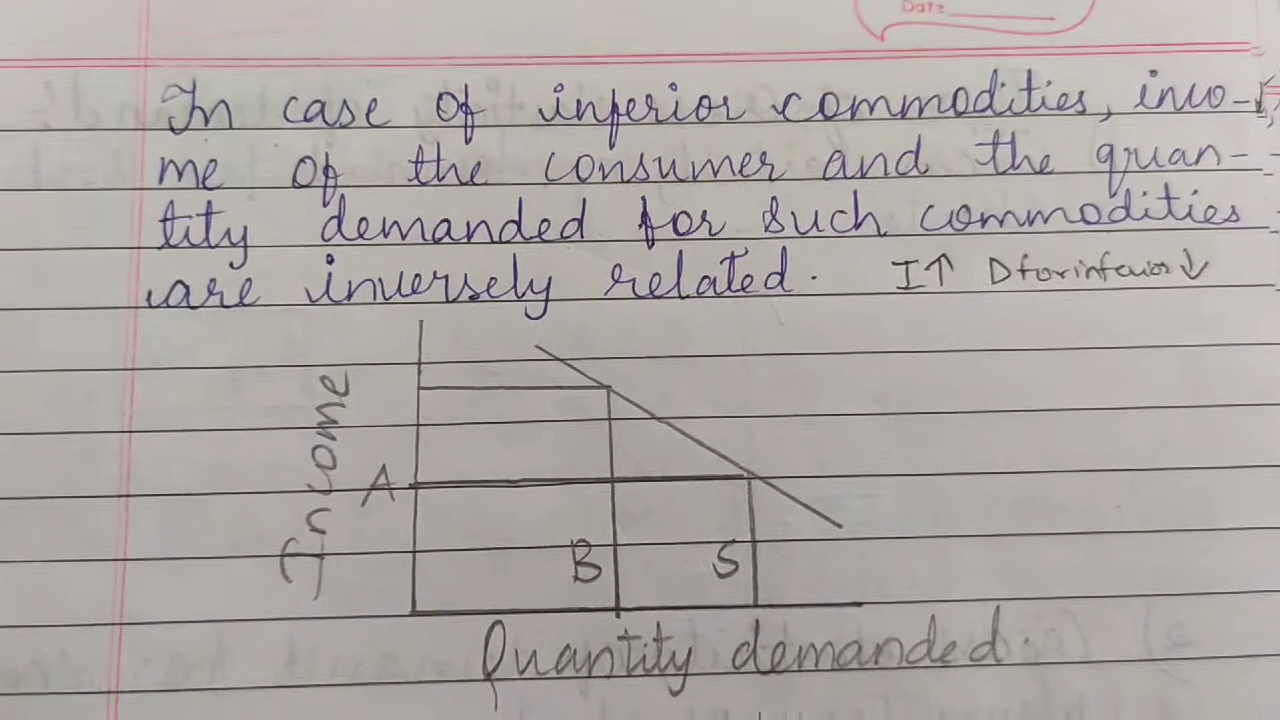 Date
In case of inferior commodities, inco-
me of the consumer and the quan-
tity demanded for such commodities
are inversely related. I↑ D for inferior ↓
Income
A
B S
Quantity demanded.